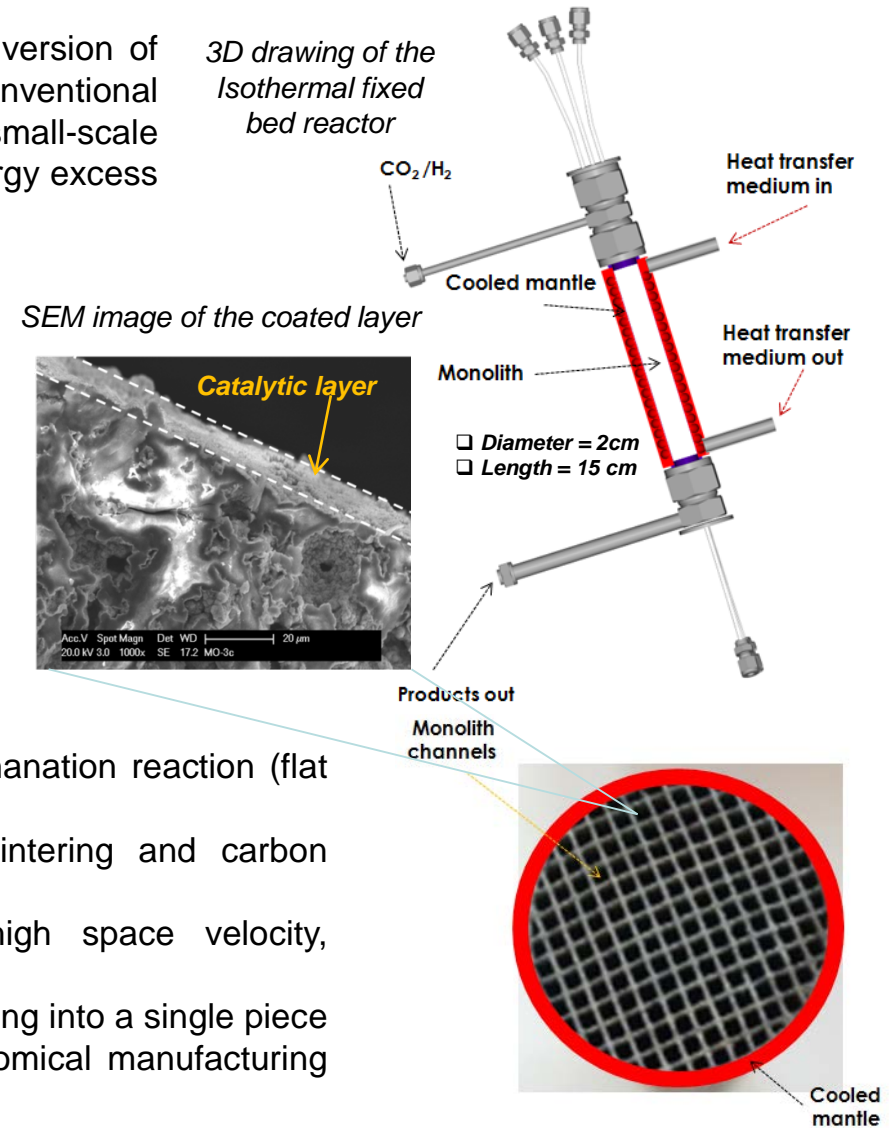 version of
onventional
small-scale
rgy excess
3D drawing of the
Isothermal fixed
bed reactor
CO₂/H₂
Heat transfer
medium in
Cooled mantle
SEM image of the coated layer
Heat transfer
medium out
Catalytic layer
Monolith
❑ Diameter = 2cm
❑ Length = 15 cm
Acc.V Spot Magn Det WD 20 µm
20.0 kV 3.0 1000x SE 17.2 MO-3c
Products out
Monolith
channels
nanation reaction (flat
intering and carbon
high space velocity,
ng into a single piece
nomical manufacturing
Cooled
mantle